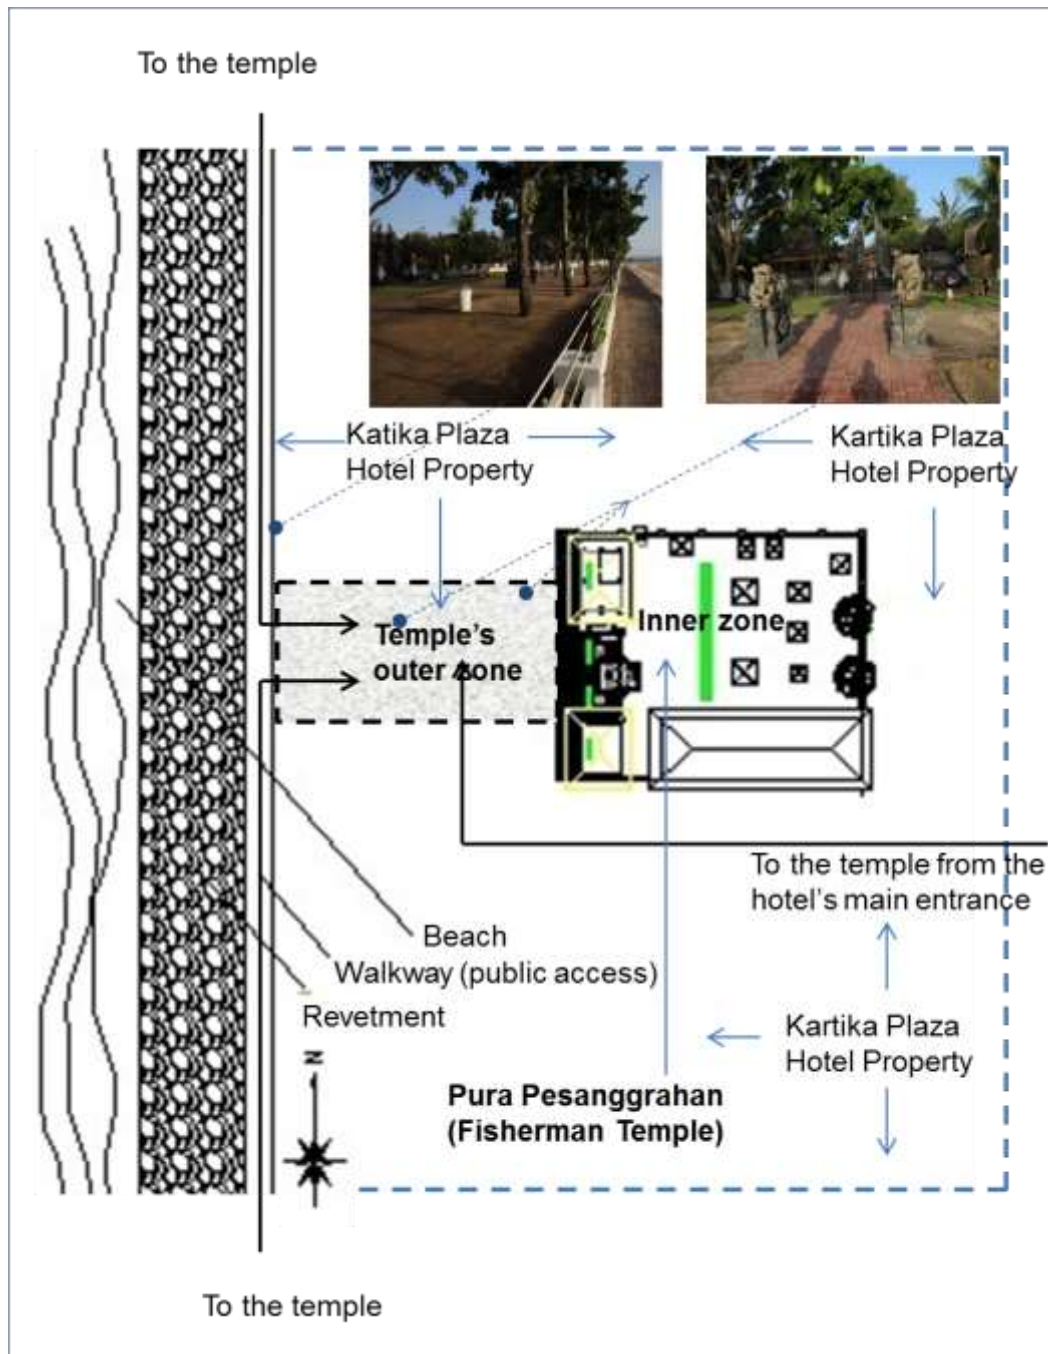 To the temple
Katika Plaza
Hotel Property
Kartika Plaza
Hotel Property
Temple's
outer zone
Inner zone
To the temple from the
hotel's main entrance
Beach
Walkway (public access)
Revetment
N
Kartika Plaza
Hotel Property
Pura Pesanggrahan
(Fisherman Temple)
To the temple